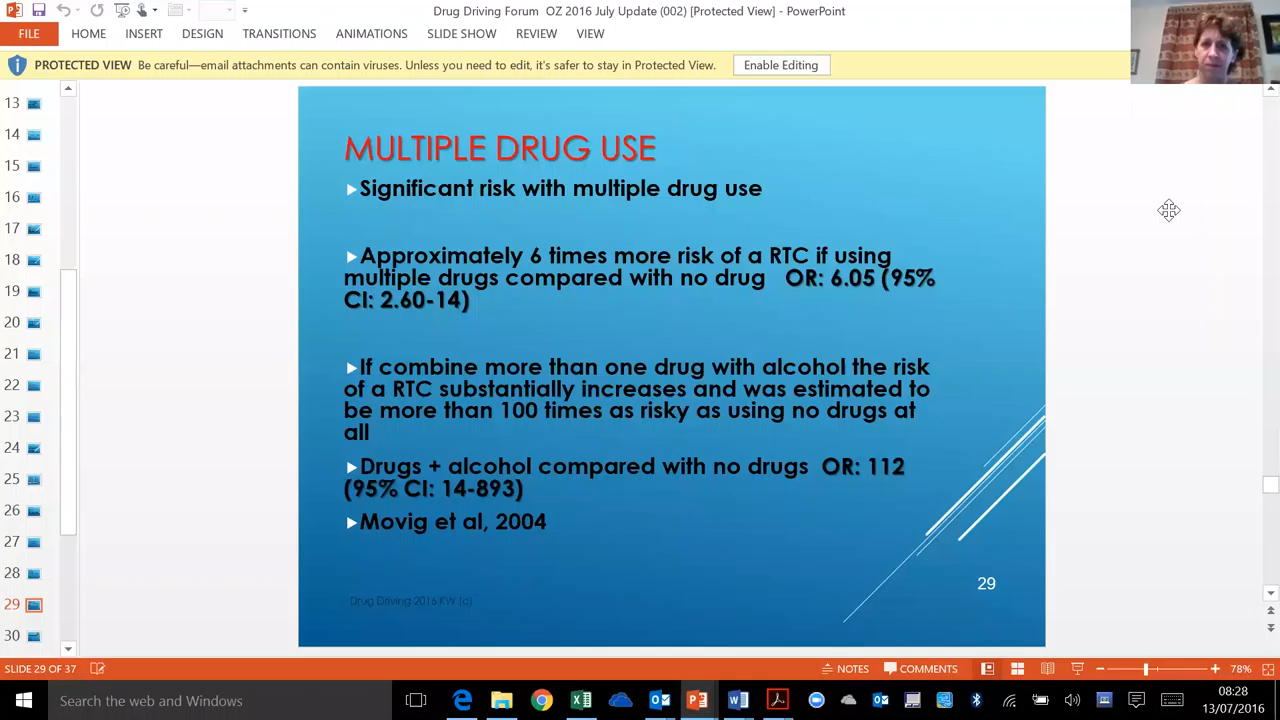 Drug Driving Forum OZ 2016 July Update (002) [Protected View] - PowerPoint
FILE HOME INSERT DESIGN TRANSITIONS ANIMATIONS SLIDE SHOW REVIEW VIEW
PROTECTED VIEW Be careful—email attachments can contain viruses. Unless you need to edit, it's safer to stay in Protected View. Enable Editing
13
14
15
16
17
18
19
20
21
22
23
24
25
26
27
28
29
30
MULTIPLE DRUG USE
Significant risk with multiple drug use
Approximately 6 times more risk of a RTC if using
multiple drugs compared with no drug OR: 6.05 (95%
CI: 2.60-14)
If combine more than one drug with alcohol the risk
of a RTC substantially increases and was estimated to
be more than 100 times as risky as using no drugs at
all
Drugs + alcohol compared with no drugs OR: 112
(95% CI: 14-893)
Movig et al, 2004
29
Drug Driving 2016 KW (c)
SLIDE 29 OF 37 NOTES COMMENTS 78%
Search the web and Windows
08:28
13/07/2016